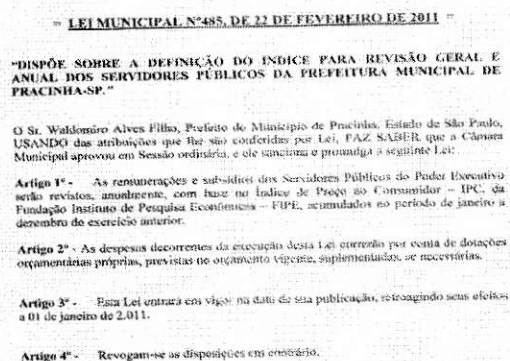 " LEI MUNICIPAL Nº485, DE 22 DE FEVEREIRO DE 2011 "
"DISPÕE SOBRE A DEFINIÇÃO DO INDICE PARA REVISÃO GERAL E
ANUAL DOS SERVIDORES PÚBLICOS DA PREFEITURA MUNICIPAL DE
PRACINHA-SP."
O Sr. Waldomiro Alves Filho, Prefeito do Município de Pracinha, Estado de São Paulo,
USANDO das atribuições que lhe são conferidas por Lei, FAZ SABER que a Câmara
Municipal aprovou em Sessão ordinária, e ele sanciona e promulga a seguinte Lei:
Artigo 1º - As remunerações e subsídios dos Servidores Públicos do Poder Executivo
serão revistos, anualmente, com base no Índice de Preço ao Consumidor – IPC, da
Fundação Instituto de Pesquisa Econômicas – FIPE, acumulados no período de janeiro a
dezembro do exercício anterior.
Artigo 2º - As despesas decorrentes da execução desta Lei correrão por conta de dotações
orçamentárias próprias, previstas no orçamento vigente, suplementadas, se necessárias.
Artigo 3º - Essa Lei entrará em vigor na data de sua publicação, retroagindo seus efeitos
a 01 de janeiro de 2.011.
Artigo 4º - Revogam-se as disposições em contrário.